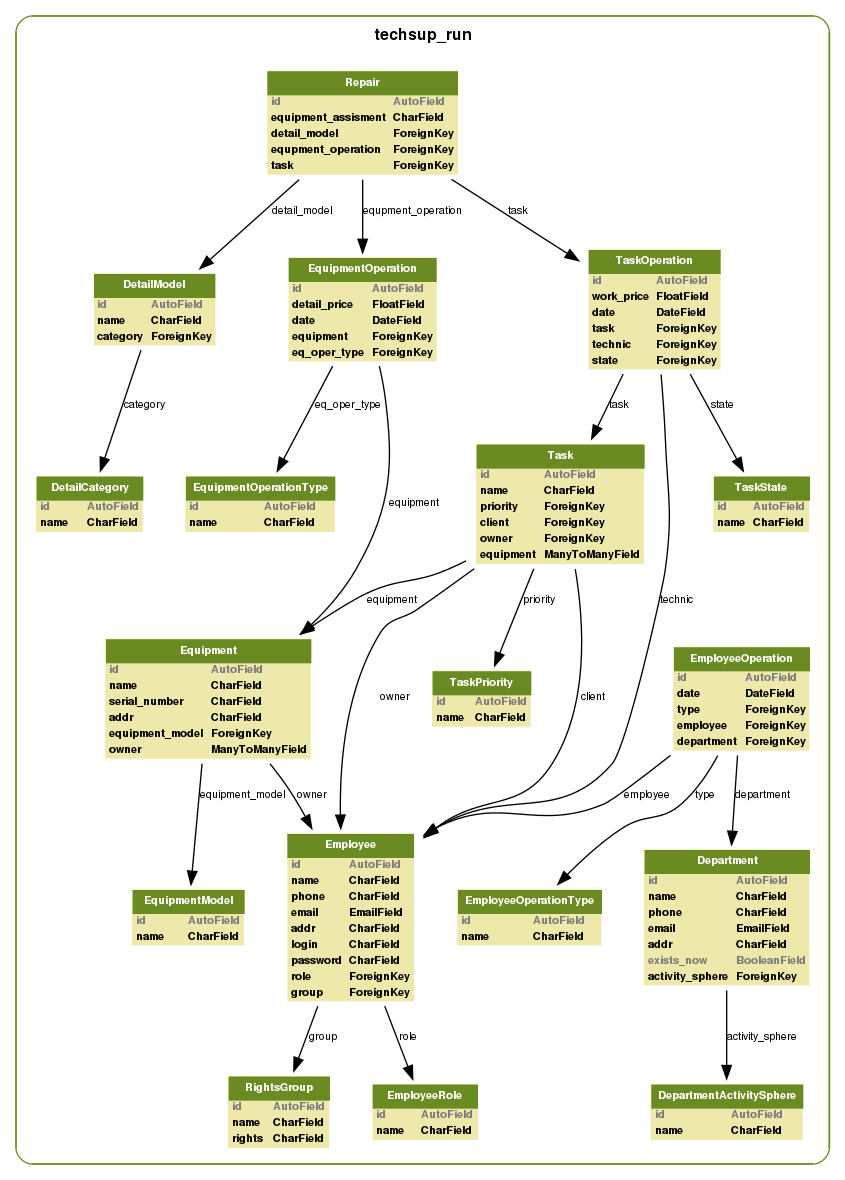 techsup_run
Repair
id AutoField
equipment_assisment CharField
detail_model ForeignKey
equpment_operation ForeignKey
task ForeignKey
detail_model
equpment_operation
task
DetailModel
id AutoField
name CharField
category ForeignKey
EquipmentOperation
id AutoField
detail_price FloatField
date DateField
equipment ForeignKey
eq_oper_type ForeignKey
TaskOperation
id AutoField
work_price FloatField
date DateField
task ForeignKey
technic ForeignKey
state ForeignKey
category
eq_oper_type
task
state
DetailCategory
id AutoField
name CharField
EquipmentOperationType
id AutoField
name CharField
equipment
Task
id AutoField
name CharField
priority ForeignKey
client ForeignKey
owner ForeignKey
equipment ManyToManyField
TaskState
id AutoField
name CharField
equipment
priority
technic
owner
client
Equipment
id AutoField
name CharField
serial_number CharField
addr CharField
equipment_model ForeignKey
owner ManyToManyField
TaskPriority
id AutoField
name CharField
EmployeeOperation
id AutoField
date DateField
type ForeignKey
employee ForeignKey
department ForeignKey
equipment_model
owner
employee
type
department
EquipmentModel
id AutoField
name CharField
Employee
id AutoField
name CharField
phone CharField
email EmailField
addr CharField
login CharField
password CharField
role ForeignKey
group ForeignKey
EmployeeOperationType
id AutoField
name CharField
Department
id AutoField
name CharField
phone CharField
email EmailField
addr CharField
exists_now BooleanField
activity_sphere ForeignKey
group
role
activity_sphere
RightsGroup
id AutoField
name CharField
rights CharField
EmployeeRole
id AutoField
name CharField
DepartmentActivitySphere
id AutoField
name CharField